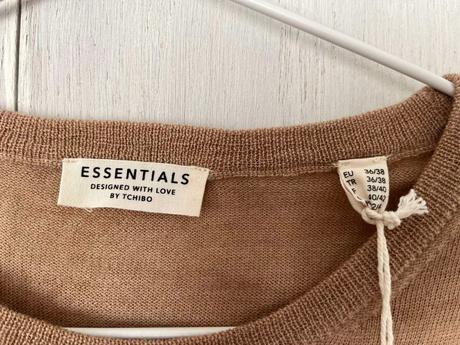 ESSENTIALS
DESIGNED WITH LOVE
BY TCHIBO
EU 36/38
TR 36/38
F 38/40
40/42